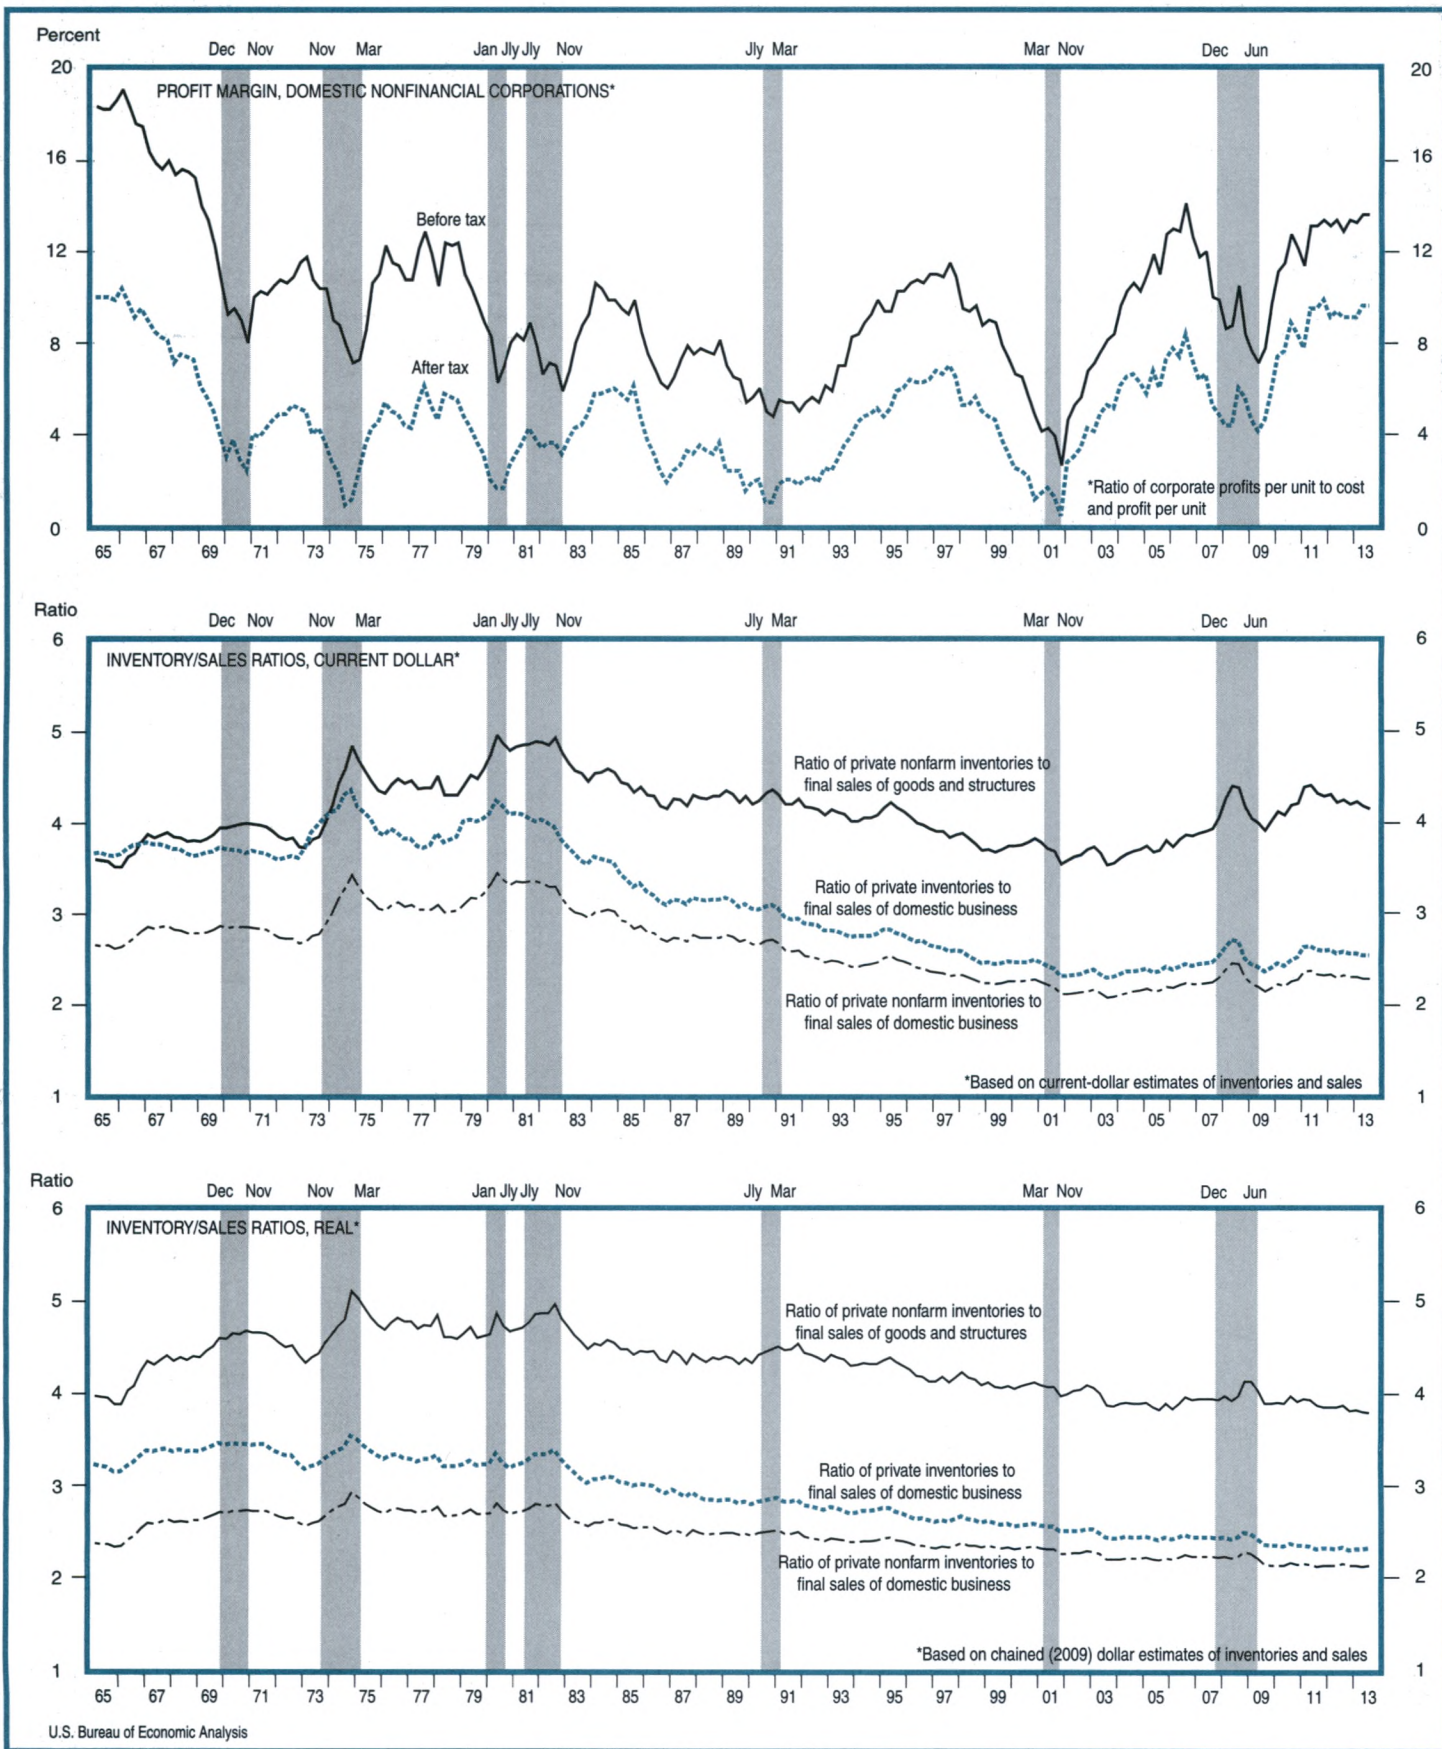 Percent
Dec Nov Nov Mar Jan Jly Jly Nov Jly Mar Mar Nov Dec Jun
20 20
PROFIT MARGIN, DOMESTIC NONFINANCIAL CORPORATIONS*
16 16
Before tax
12 12
8 8
After tax
4 4
*Ratio of corporate profits per unit to cost
and profit per unit
0 0
65 67 69 71 73 75 77 79 81 83 85 87 89 91 93 95 97 99 01 03 05 07 09 11 13
Ratio
Dec Nov Nov Mar Jan Jly Jly Nov Jly Mar Mar Nov Dec Jun
6 6
INVENTORY/SALES RATIOS, CURRENT DOLLAR*
5 5
Ratio of private nonfarm inventories to
final sales of goods and structures
4 4
Ratio of private inventories to
final sales of domestic business
3 3
Ratio of private nonfarm inventories to
final sales of domestic business
2 2
*Based on current-dollar estimates of inventories and sales
1 1
65 67 69 71 73 75 77 79 81 83 85 87 89 91 93 95 97 99 01 03 05 07 09 11 13
Ratio
Dec Nov Nov Mar Jan Jly Jly Nov Jly Mar Mar Nov Dec Jun
6 6
INVENTORY/SALES RATIOS, REAL*
5 5
Ratio of private nonfarm inventories to
final sales of goods and structures
4 4
Ratio of private inventories to
final sales of domestic business
3 3
Ratio of private nonfarm inventories to
final sales of domestic business
2 2
*Based on chained (2009) dollar estimates of inventories and sales
1 1
65 67 69 71 73 75 77 79 81 83 85 87 89 91 93 95 97 99 01 03 05 07 09 11 13
U.S. Bureau of Economic Analysis